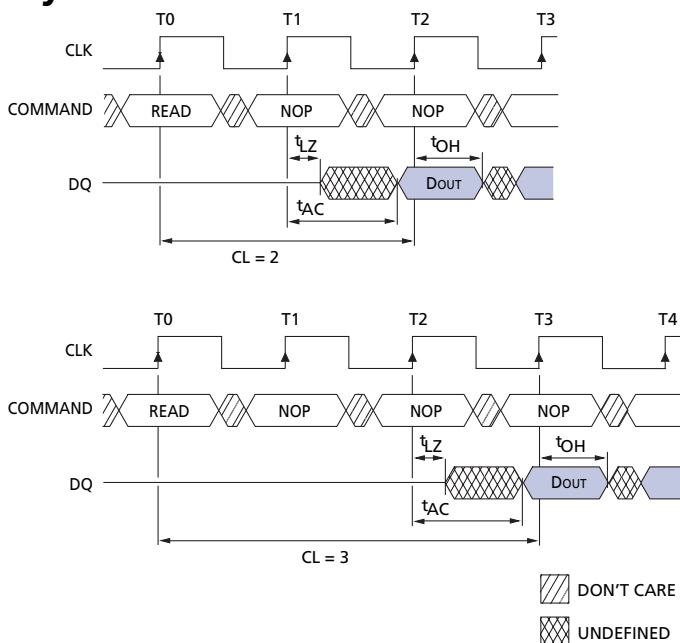 T0 T1 T2 T3
CLK
COMMAND READ NOP NOP
tLZ tOH
DQ DOUT
tAC
CL = 2
T0 T1 T2 T3 T4
CLK
COMMAND READ NOP NOP NOP
tLZ tOH
DQ DOUT
tAC
CL = 3
DON'T CARE
UNDEFINED